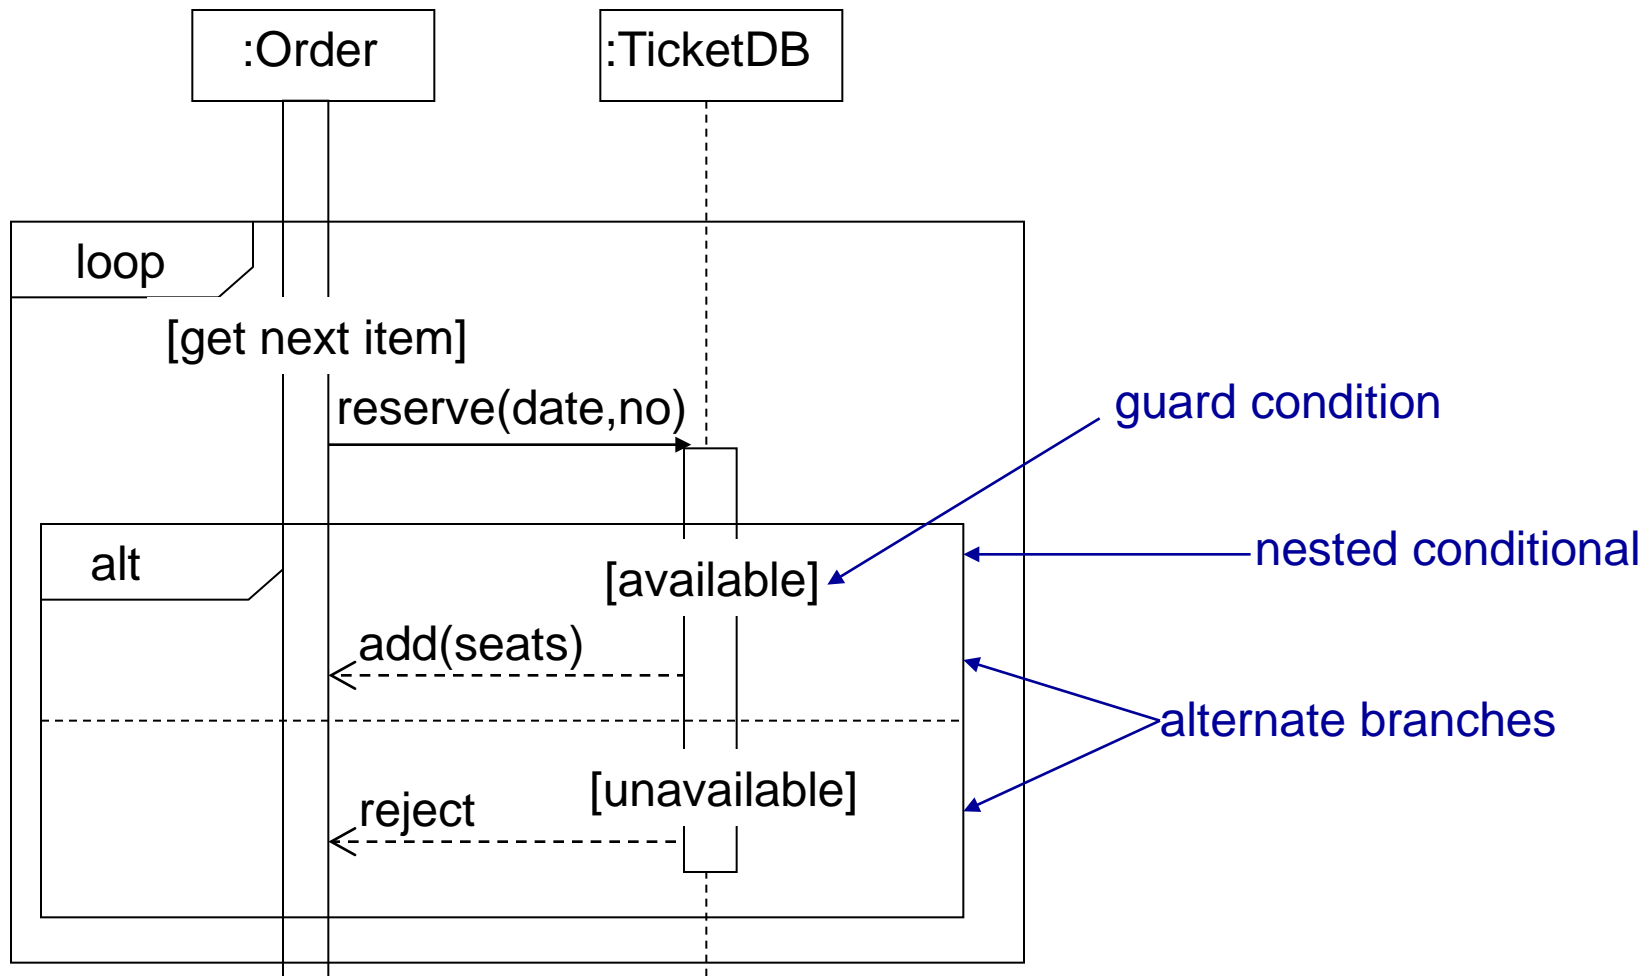 :Order
:TicketDB
loop
[get next item]
reserve(date,no)
guard condition
nested conditional
alt
[available]
add(seats)
alternate branches
[unavailable]
reject